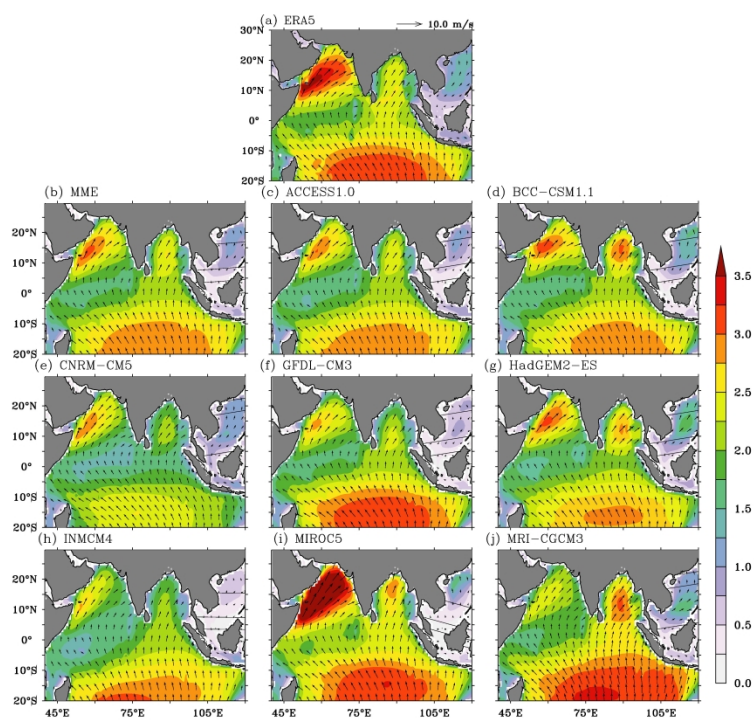 (a) ERA5 10.0 m/s
30°N
20°N
10°N
0°
10°S
20°S
(b) MME (c) ACCESS1.0 (d) BCC-CSM1.1
20°N
10°N
0°
10°S
20°S
3.5
3.0
2.5
2.0
1.5
1.0
0.5
0.0
(e) CNRM-CM5 (f) GFDL-CM3 (g) HadGEM2-ES
20°N
10°N
0°
10°S
20°S
(h) INMCM4 (i) MIROC5 (j) MRI-CGCM3
20°N
10°N
0°
10°S
20°S
45°E 75°E 105°E 45°E 75°E 105°E 45°E 75°E 105°E